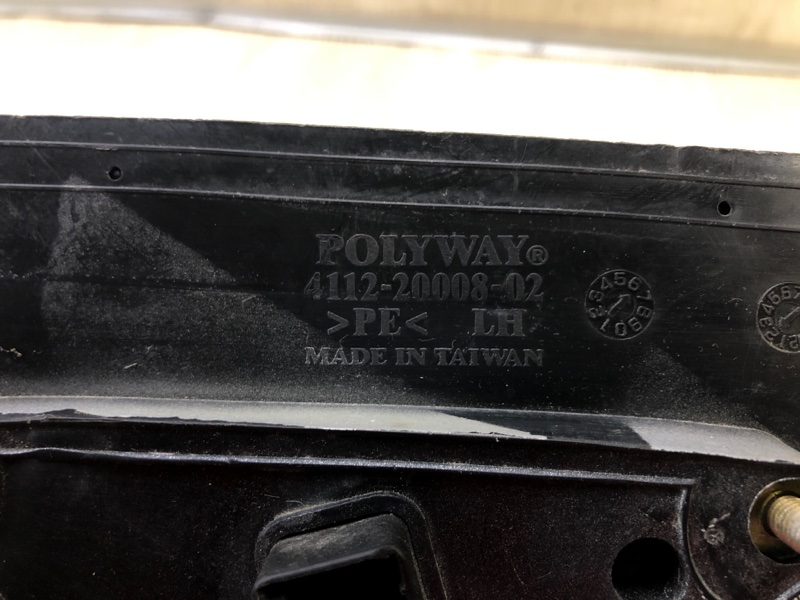 POLYWAY®
4112-20008-02
>PE< LH
MADE IN TAIWAN